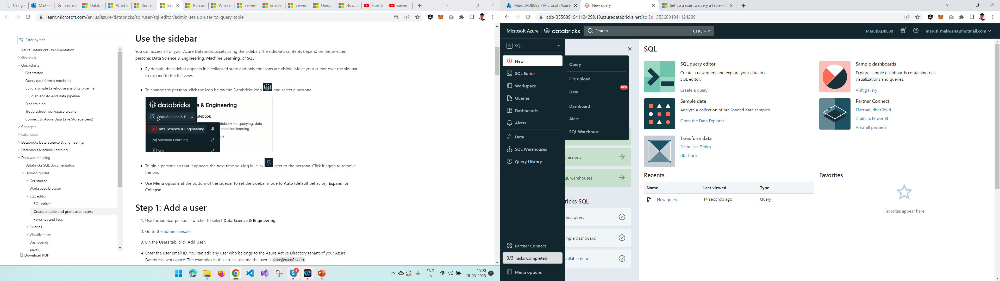 Using A
Mail - m
azure d
Databri
What is
Run an
Set
Run an
What is
Serverle
Enable
Serverle
Query
How to
How to
serverle
learn.microsoft.com/en-us/azure/databricks/sql/user/sql-editor/admin-set-up-user-to-query-table
Filter by title
Azure Databricks Documentation
Overview
Quickstarts
Get started
Query data from a notebook
Build a simple Lakehouse analytics pipeline
Build an end-to-end data pipeline
Free training
Troubleshoot workspace creation
Connect to Azure Data Lake Storage Gen2
Concepts
Lakehouse
Databricks Data Science & Engineering
Databricks Machine Learning
Data warehousing
Databricks SQL documentation
How-to guides
Get started
Workspace browser
SQL editor
SQL editor
Create a table and grant user access
Favorites and tags
Queries
Visualizations
Dashboards
Alerts
Download PDF
Use the sidebar
You can access all of your Azure Databricks assets using the sidebar. The sidebar's contents depend on the selected
persona: Data Science & Engineering, Machine Learning, or SQL.
• By default, the sidebar appears in a collapsed state and only the icons are visible. Move your cursor over the sidebar
to expand to the full view.
• To change the persona, click the icon below the Databricks logo , and select a persona.
databricks
e & Engineering
Data Science & E...
otebook
otebook for querying, data
Data Science & Engineering
machine learning.
ok
Machine Learning
SQL
• To pin a persona so that it appears the next time you log in, click next to the persona. Click it again to remove
the pin.
• Use Menu options at the bottom of the sidebar to set the sidebar mode to Auto (default behavior), Expand, or
Collapse.
Step 1: Add a user
1. Use the sidebar persona switcher to select Data Science & Engineering.
2. Go to the admin console.
3. On the Users tab, click Add User.
4. Enter the user email ID. You can add any user who belongs to the Azure Active Directory tenant of your Azure
Databricks workspace. The examples in this article assume the user is user@example.com.
4
ENG
IN
15:00
18-03-2023
21
MarutiADB888 - Microsoft Azure
New query
Set up a user to query a table - A
adb-3556891941124299.19.azuredatabricks.net/sql?o=3556891941124299
Microsoft Azure
databricks
Search
CTRL + P
MarutiADB888
maruti_makwana@hotmail.com
S SQL
New
SQL Editor
Workspace
Queries
Dashboards
Alerts
Data
SQL Warehouses
Query History
Partner Connect
0/3 Tasks Completed
Menu options
Query
File upload
NEW
Data
Dashboard
Alert
SQL Warehouse
missions
QL warehouses
ricks SQL
first query
mple dashboard
vailable data
SQL
SQL query editor
Create a new query and explore your data in a
SQL editor.
Create a query
Sample data
Analyze a collection of pre-loaded data samples.
Open the Data Explorer
Transform data
Delta Live Tables
dbt Core
Sample dashboards
Explore sample dashboards containing rich
visualizations and queries.
Visit gallery
Partner Connect
Fivetran, dbt Cloud
Tableau, Power BI
View all partners
Recents
Name Last viewed Type
New query 14 seconds ago Query
Favorites
Favorites appear here